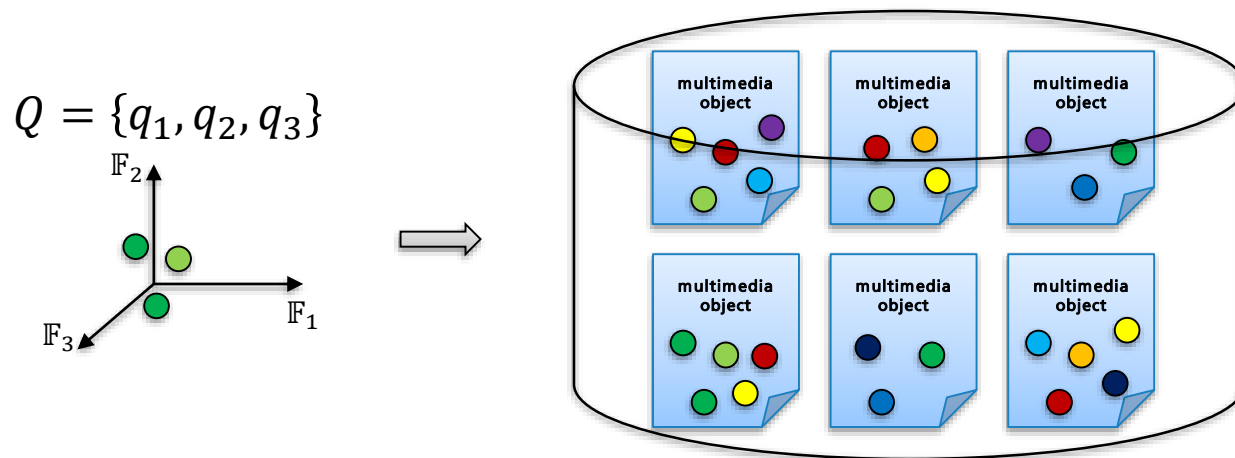 Q = {q₁, q₂, q₃}
𝔽₂
𝔽₁
𝔽₃
multimedia
object
multimedia
object
multimedia
object
multimedia
object
multimedia
object
multimedia
object